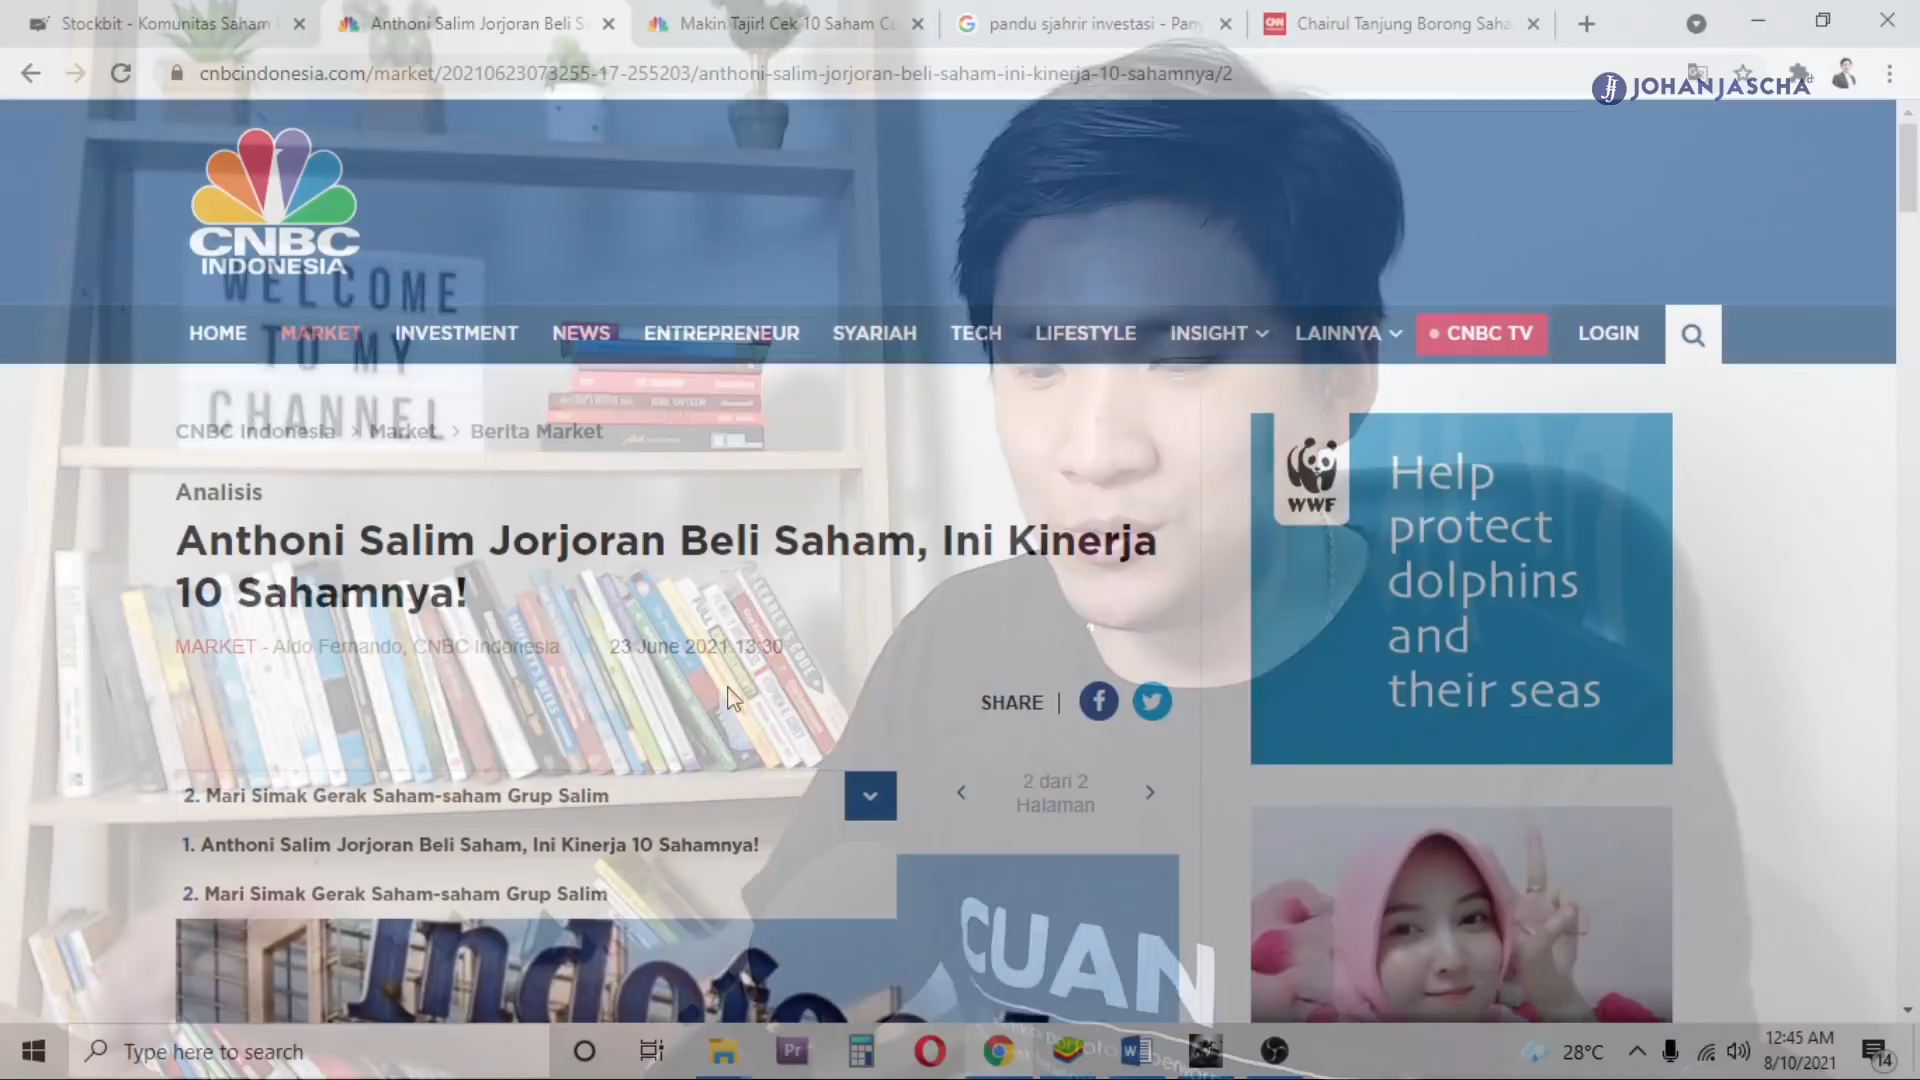 Stockbit - Komunitas Saham
Anthoni Salim Jorjoran Beli S
Makin Tajir! Cek 10 Saham Cu
pandu sjahrir investasi - Pan
CNN
Chairul Tanjung Borong Saha
cnbcindonesia.com/market/20210623073255-17-255203/anthoni-salim-jorjoran-beli-saham-ini-kinerja-10-sahamnya/2
JOHANJASCHA
CNBC
INDONESIA
WELCOME
TO MY
CHANNEL
HOME MARKET INVESTMENT NEWS ENTREPRENEUR SYARIAH TECH LIFESTYLE INSIGHT LAINNYA CNBC TV LOGIN
CNBC Indonesia > Market > Berita Market
Analisis
Anthoni Salim Jorjoran Beli Saham, Ini Kinerja
10 Sahamnya!
MARKET - Aldo Fernando, CNBC Indonesia
23 June 2021 13:30
SHARE |
2. Mari Simak Gerak Saham-saham Grup Salim
2 dari 2
Halaman
1. Anthoni Salim Jorjoran Beli Saham, Ini Kinerja 10 Sahamnya!
2. Mari Simak Gerak Saham-saham Grup Salim
WWF
Help
protect
dolphins
and
their seas
Indofo
CUAN
Type here to search
Pr
28°C
12:45 AM
8/10/2021
14